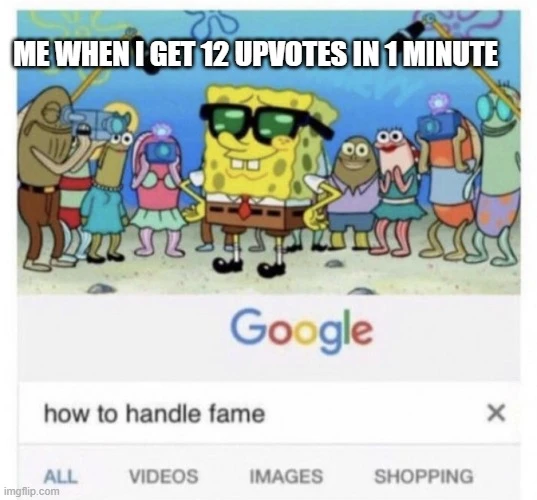 ME WHEN I GET 12 UPVOTES IN 1 MINUTE
Google
how to handle fame ×
ALL VIDEOS IMAGES SHOPPING
imgflip.com